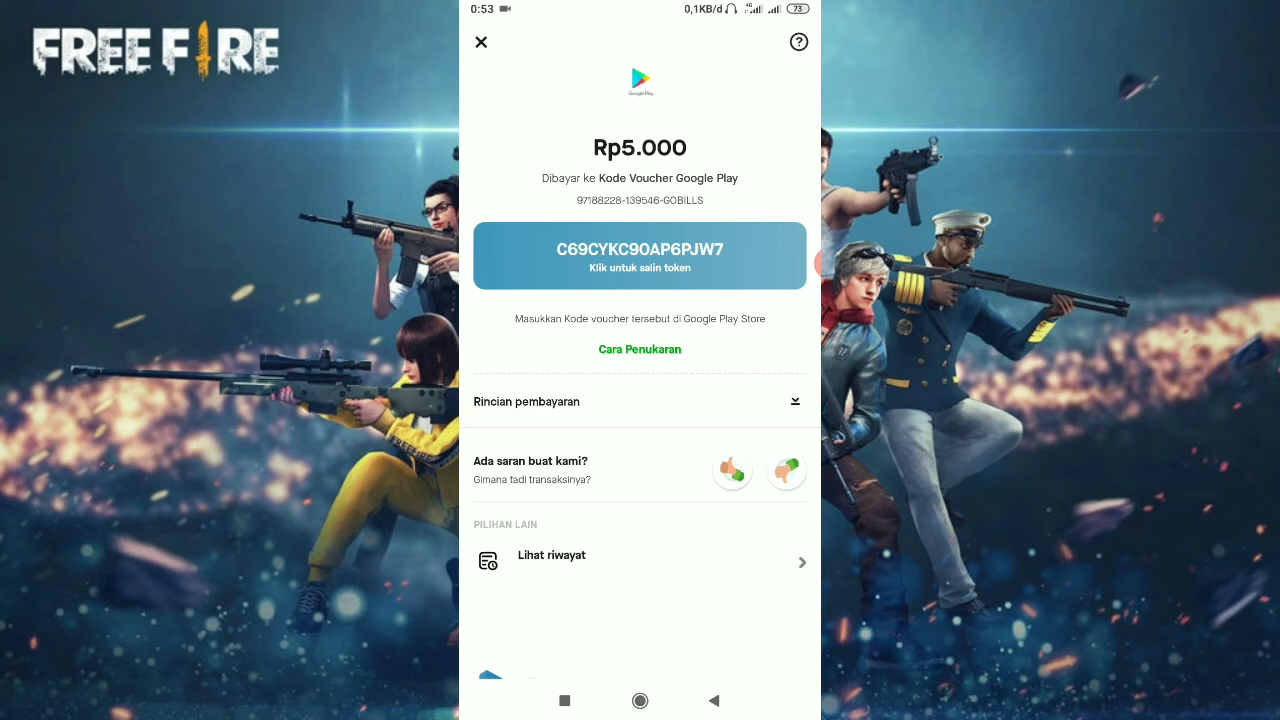 FREE FIRE
0:53
0,1KB/d 4G 73
Google Play
Rp5.000
Dibayar ke Kode Voucher Google Play
97188228-139546-GOBILLS
C69CYKC90AP6PJW7
Klik untuk salin token
Masukkan Kode voucher tersebut di Google Play Store
Cara Penukaran
Rincian pembayaran
Ada saran buat kami?
Gimana tadi transaksinya?
PILIHAN LAIN
Lihat riwayat